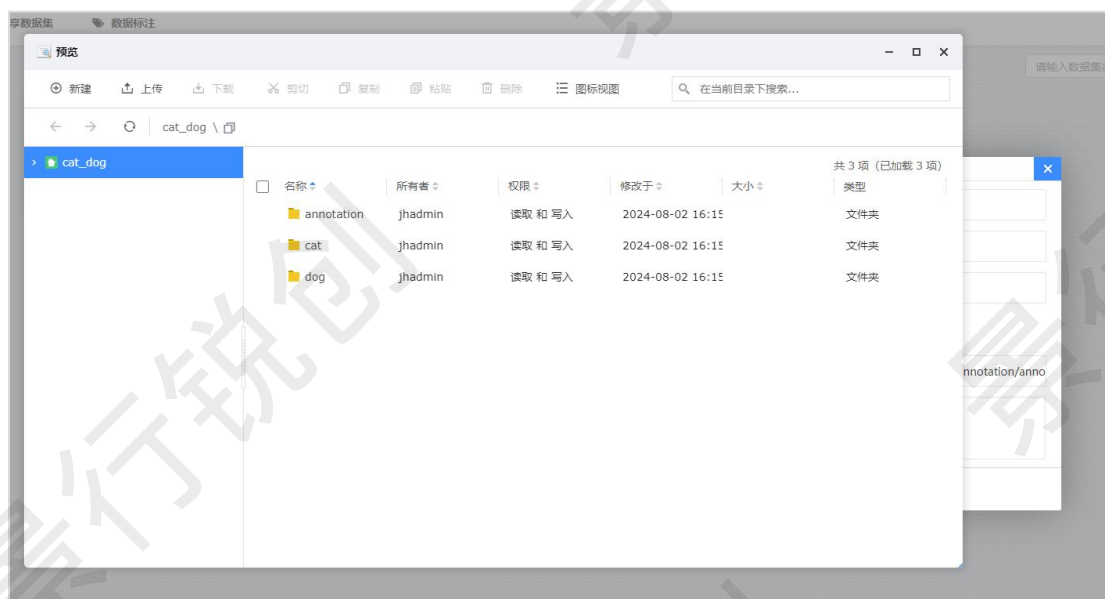 享数据集 数据标注
预览
请输入数据集名
新建 上传 下载 剪切 复制 粘贴 删除 图标视图 在当前目录下搜索...
cat_dog \
cat_dog
共 3 项 (已加载 3 项)
名称 所有者 权限 修改于 大小 类型
annotation jhadmin 读取 和 写入 2024-08-02 16:15 文件夹
cat jhadmin 读取 和 写入 2024-08-02 16:15 文件夹
dog jhadmin 读取 和 写入 2024-08-02 16:15 文件夹
nnotation/anno
景行锐创
景行